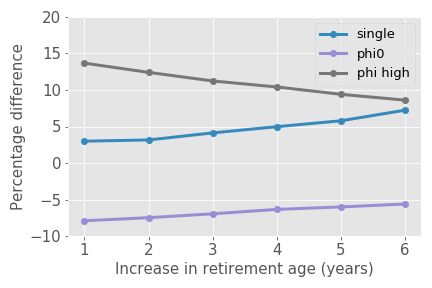 20
15
10
5
0
−5
−10
Percentage difference
single
phi0
phi high
1 2 3 4 5 6
Increase in retirement age (years)